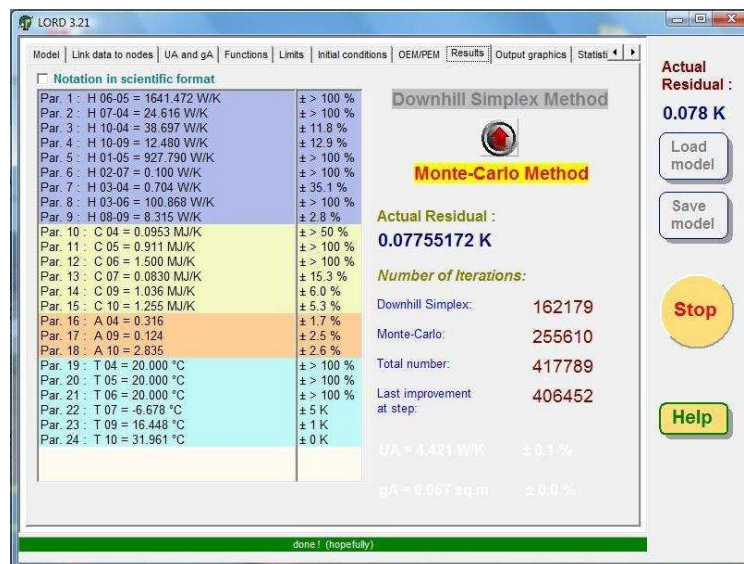 LORD 3.21
Model Link data to nodes UA and gA Functions Limits Initial conditions OEM/PEM Results Output graphics Statisti
Notation in scientific format
Par. 1 : H 06-05 = 1641.472 W/K ± > 100 %
Par. 2 : H 07-04 = 24.616 W/K ± > 100 %
Par. 3 : H 10-04 = 38.697 W/K ± 11.8 %
Par. 4 : H 10-09 = 12.480 W/K ± 12.9 %
Par. 5 : H 01-05 = 927.790 W/K ± > 100 %
Par. 6 : H 02-07 = 0.100 W/K ± > 100 %
Par. 7 : H 03-04 = 0.704 W/K ± 35.1 %
Par. 8 : H 03-06 = 100.868 W/K ± > 100 %
Par. 9 : H 08-09 = 8.315 W/K ± 2.8 %
Par. 10 : C 04 = 0.0953 MJ/K ± > 50 %
Par. 11 : C 05 = 0.911 MJ/K ± > 100 %
Par. 12 : C 06 = 1.500 MJ/K ± > 100 %
Par. 13 : C 07 = 0.0830 MJ/K ± 15.3 %
Par. 14 : C 09 = 1.036 MJ/K ± 6.0 %
Par. 15 : C 10 = 1.255 MJ/K ± 5.3 %
Par. 16 : A 04 = 0.316 ± 1.7 %
Par. 17 : A 09 = 0.124 ± 2.5 %
Par. 18 : A 10 = 2.835 ± 2.6 %
Par. 19 : T 04 = 20.000 °C ± > 100 %
Par. 20 : T 05 = 20.000 °C ± > 100 %
Par. 21 : T 06 = 20.000 °C ± > 100 %
Par. 22 : T 07 = -6.678 °C ± 5 K
Par. 23 : T 09 = 16.448 °C ± 1 K
Par. 24 : T 10 = 31.961 °C ± 0 K
Downhill Simplex Method
Monte-Carlo Method
Actual Residual :
0.07755172 K
Number of Iterations:
Downhill Simplex: 162179
Monte-Carlo: 255610
Total number: 417789
Last improvement at step: 406452
UA = 4.421 W/K ± 0.1 %
gA = 0.067 sq.m ± 0.0 %
Actual
Residual :
0.078 K
Load
model
Save
model
Stop
Help
done ! (hopefully)